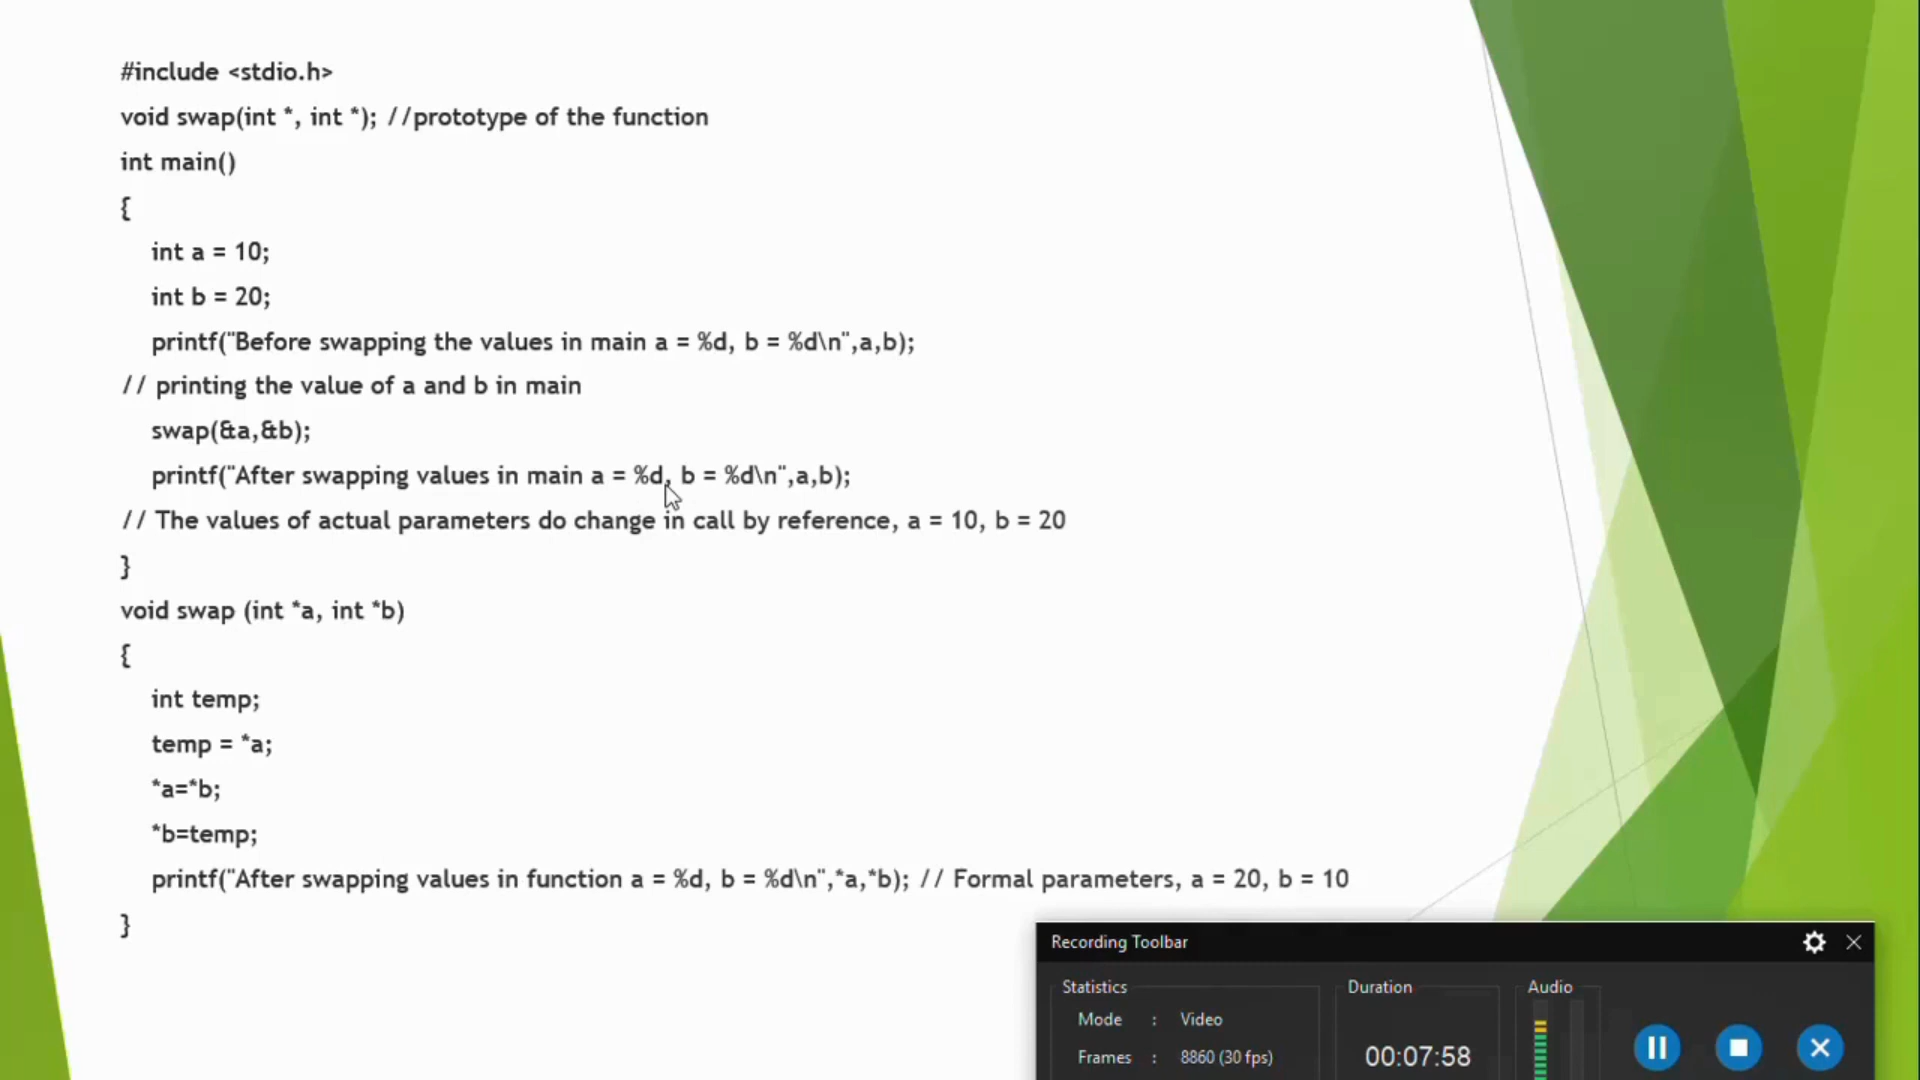 #include <stdio.h>
void swap(int *, int *); //prototype of the function
int main()
{
int a = 10;
int b = 20;
printf("Before swapping the values in main a = %d, b = %d\n",a,b);
// printing the value of a and b in main
swap(&a,&b);
printf("After swapping values in main a = %d, b = %d\n",a,b);
// The values of actual parameters do change in call by reference, a = 10, b = 20
}
void swap (int *a, int *b)
{
int temp;
temp = *a;
*a=*b;
*b=temp;
printf("After swapping values in function a = %d, b = %d\n",*a,*b); // Formal parameters, a = 20, b = 10
}
Recording Toolbar
Statistics
Duration
Audio
Mode : Video
Frames : 8860 (30 fps)
00:07:58